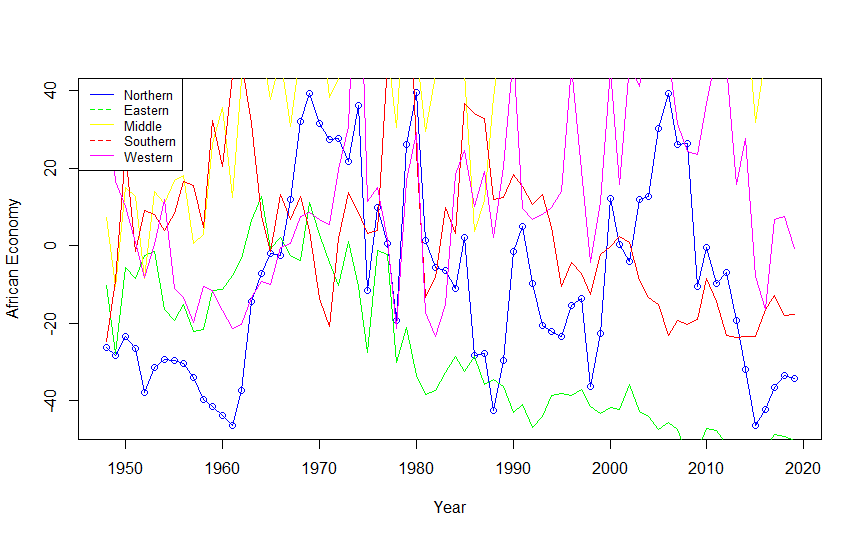 Northern
Eastern
Middle
Southern
Western
40
20
0
-20
-40
African Economy
1950
1960
1970
1980
1990
2000
2010
2020
Year